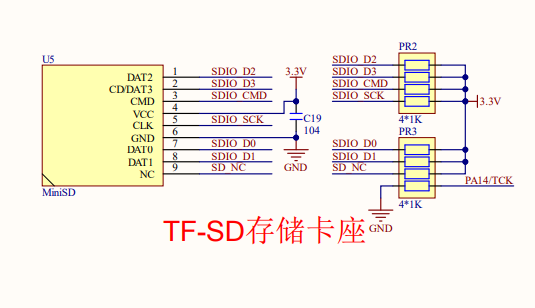 U5
DAT2 1 SDIO_D2
CD/DAT3 2 SDIO_D3
CMD 3 SDIO_CMD
VCC 4
CLK 5 SDIO_SCK
GND 6
DAT0 7 SDIO_D0
DAT1 8 SDIO_D1
NC 9 SD_NC
MiniSD
3.3V
C19
104
GND
PR2
SDIO_D2
SDIO_D3
SDIO_CMD
SDIO_SCK
3.3V
4*1K
PR3
SDIO_D0
SDIO_D1
SD_NC
PA14/TCK
4*1K
GND
TF-SD存储卡座